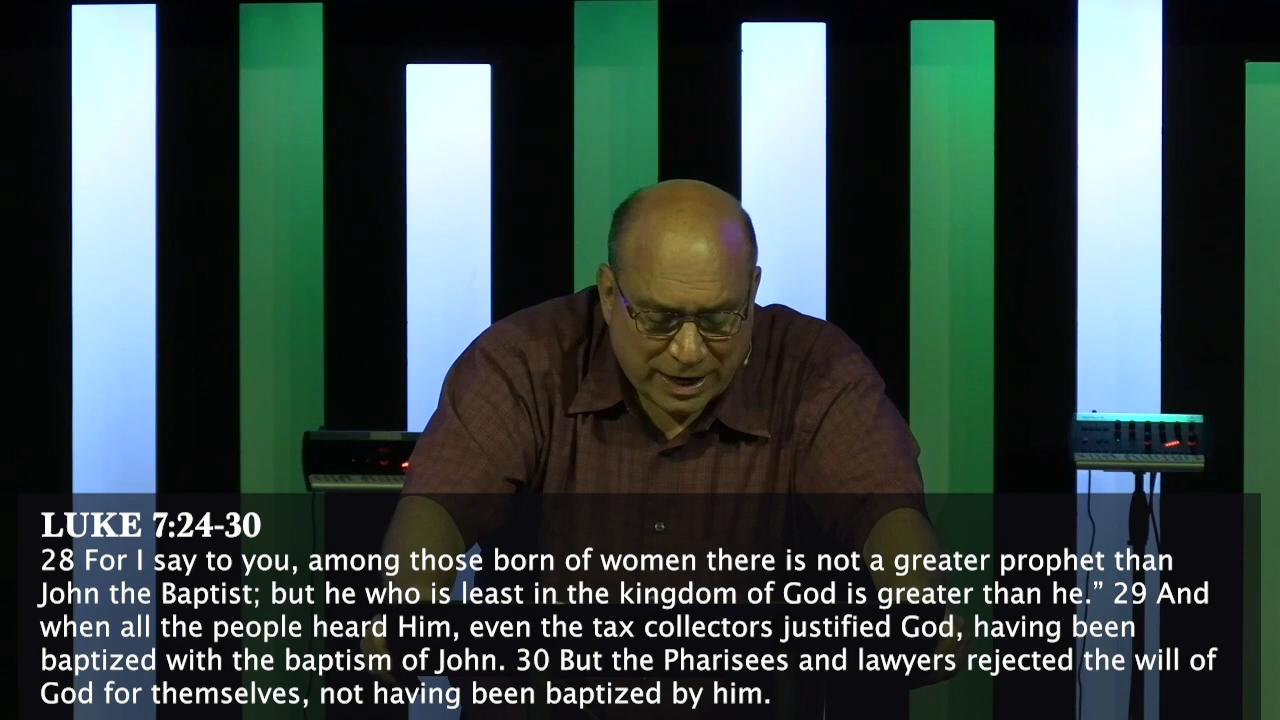 LUKE 7:24-30
28 For I say to you, among those born of women there is not a greater prophet than
John the Baptist; but he who is least in the kingdom of God is greater than he.” 29 And
when all the people heard Him, even the tax collectors justified God, having been
baptized with the baptism of John. 30 But the Pharisees and lawyers rejected the will of
God for themselves, not having been baptized by him.